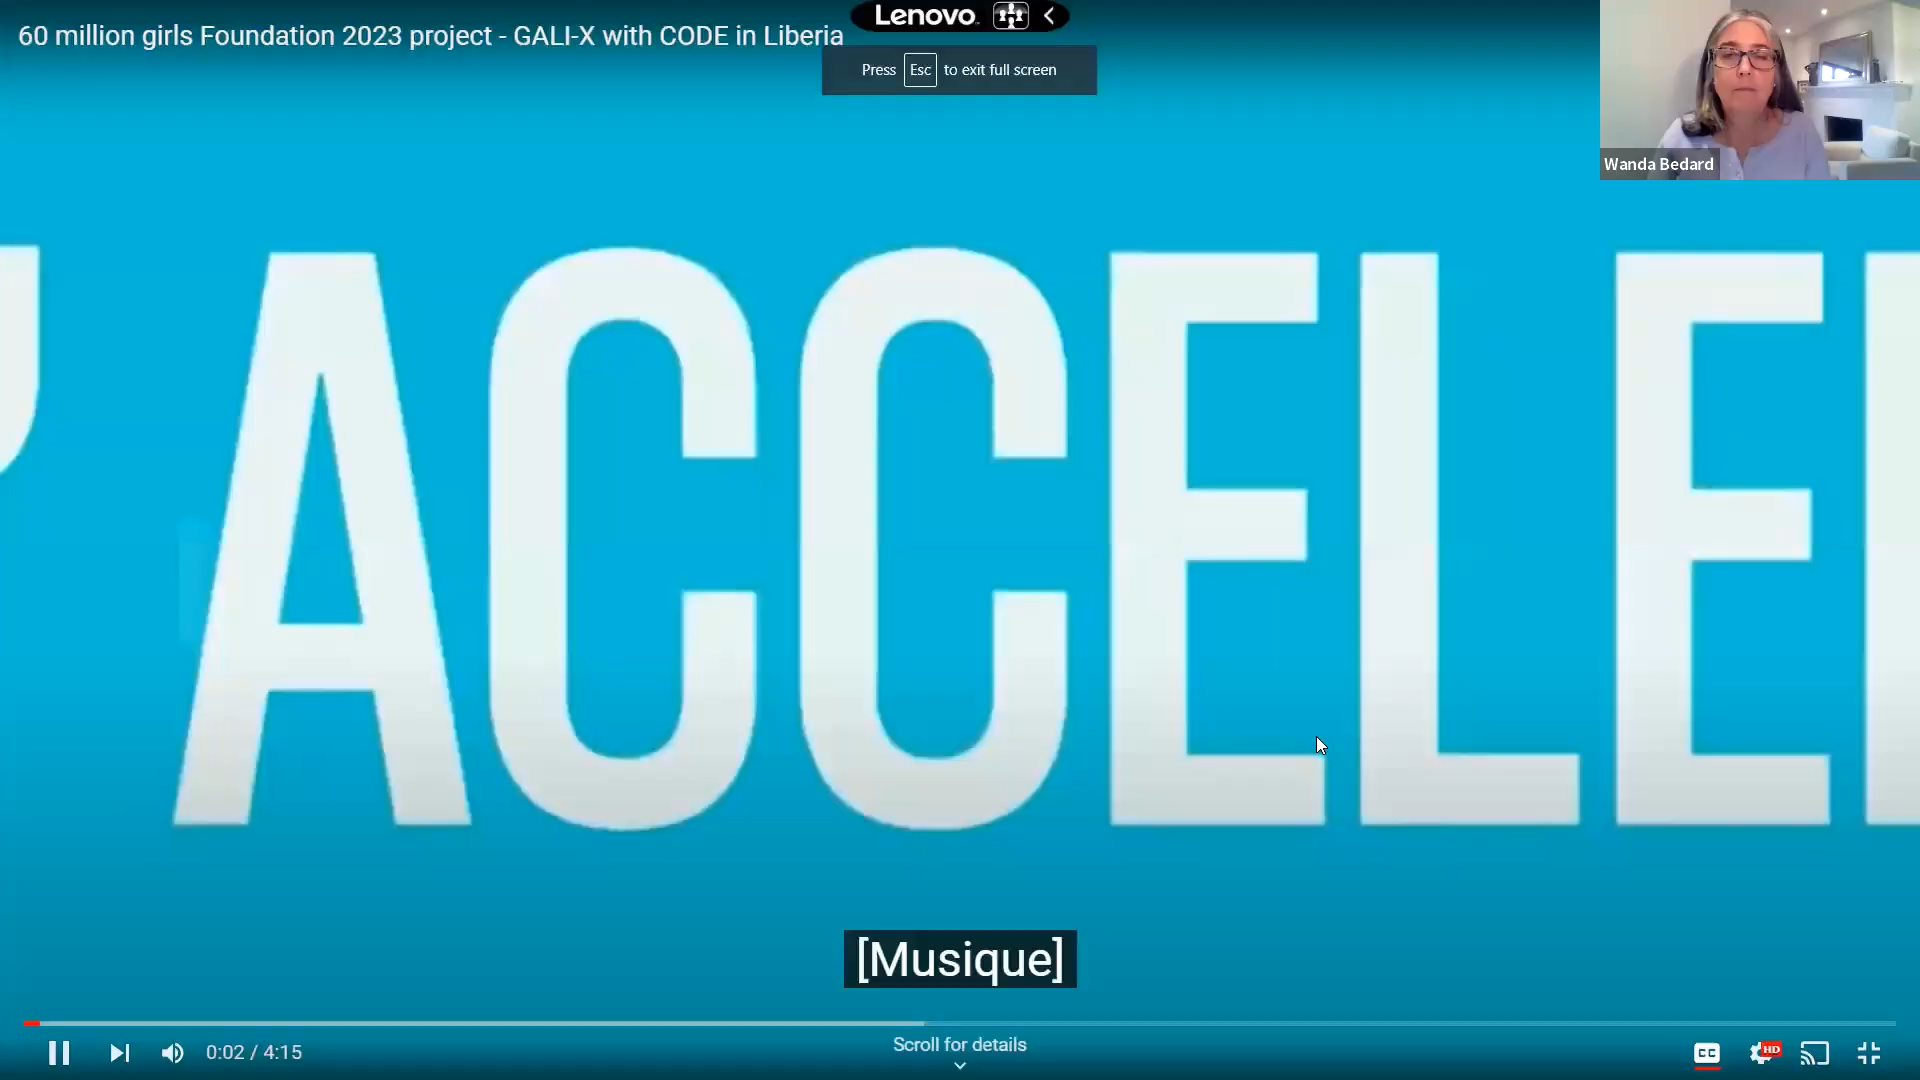 Lenovo
60 million girls Foundation 2023 project - GALI-X with CODE in Liberia
Press Esc to exit full screen
Wanda Bedard
ACCELE
[Musique]
0:02 / 4:15
Scroll for details
CC
HD